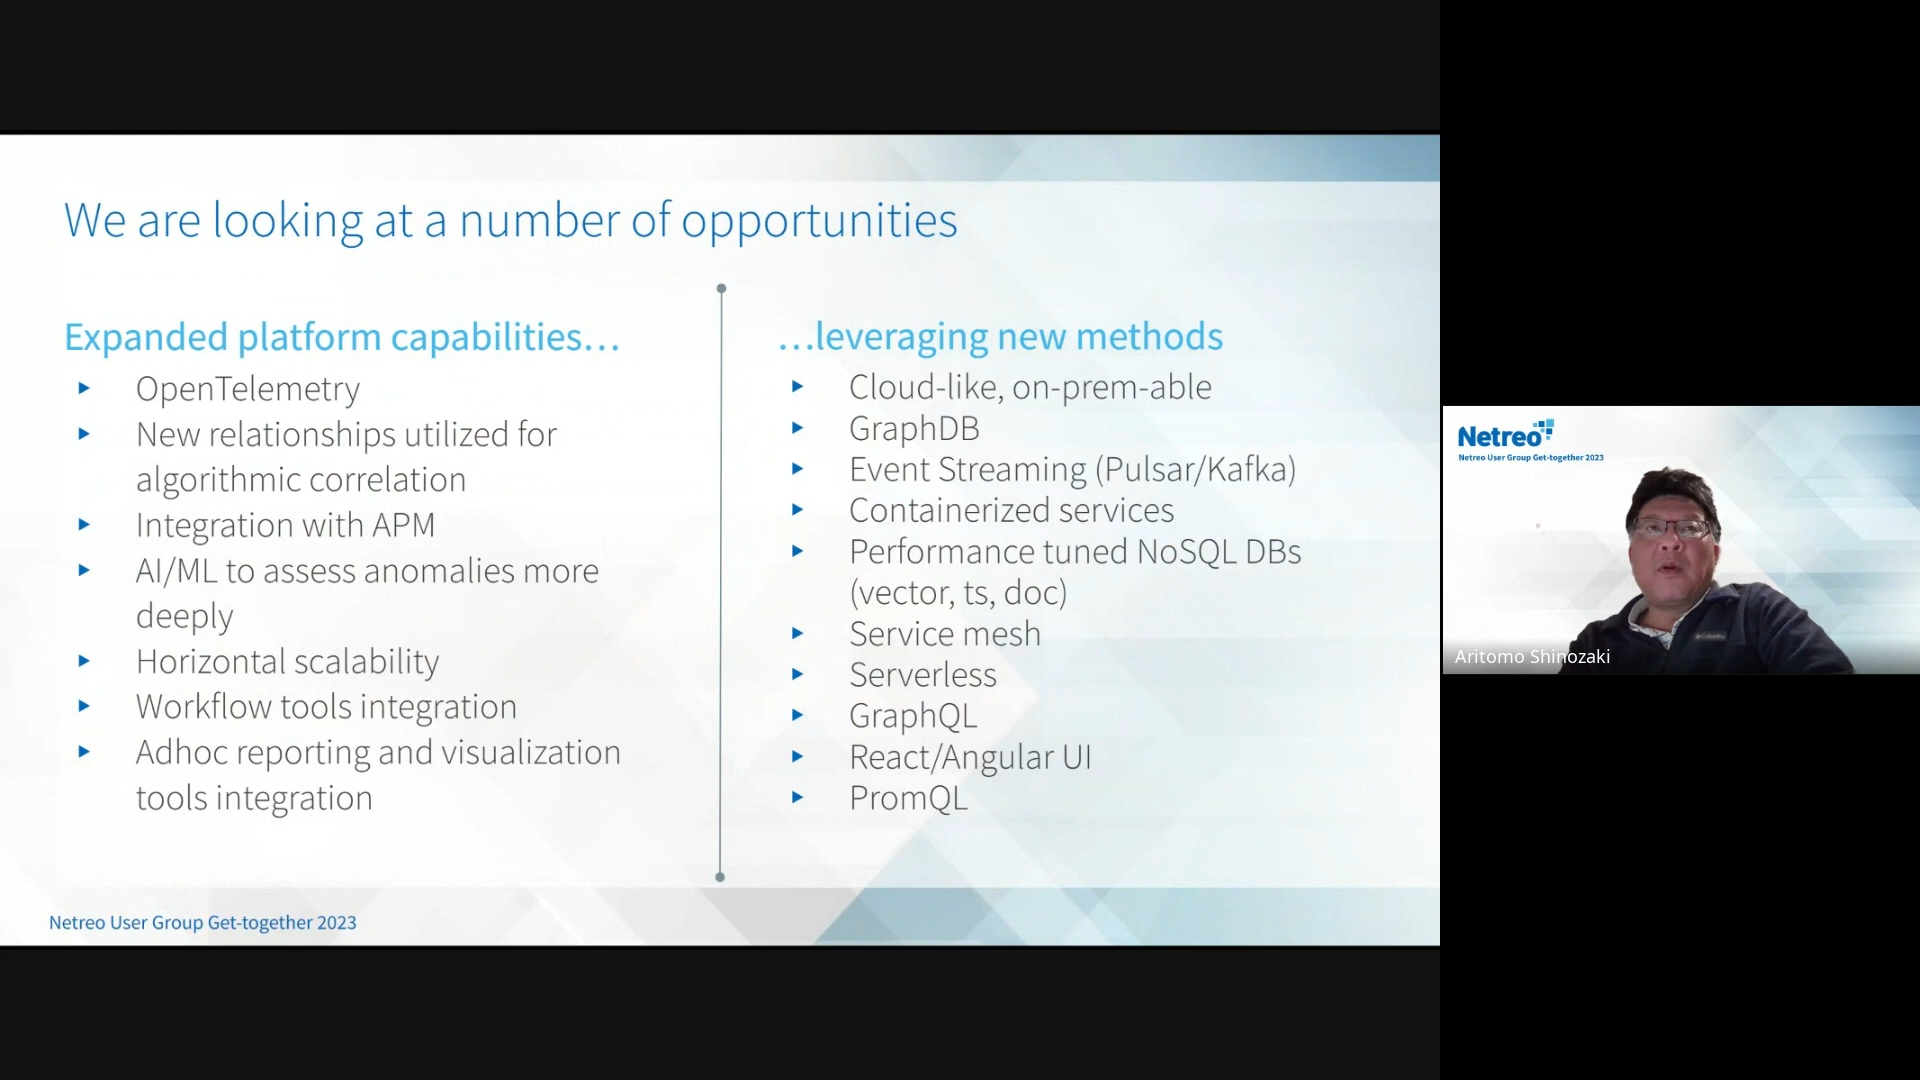 We are looking at a number of opportunities
Expanded platform capabilities...
OpenTelemetry
New relationships utilized for
algorithmic correlation
Integration with APM
AI/ML to assess anomalies more
deeply
Horizontal scalability
Workflow tools integration
Adhoc reporting and visualization
tools integration
...leveraging new methods
Cloud-like, on-prem-able
GraphDB
Event Streaming (Pulsar/Kafka)
Containerized services
Performance tuned NoSQL DBs
(vector, ts, doc)
Service mesh
Serverless
GraphQL
React/Angular UI
PromQL
Netreo User Group Get-together 2023
Netreo
Netreo User Group Get-together 2023
Columbia
Aritomo Shinozaki